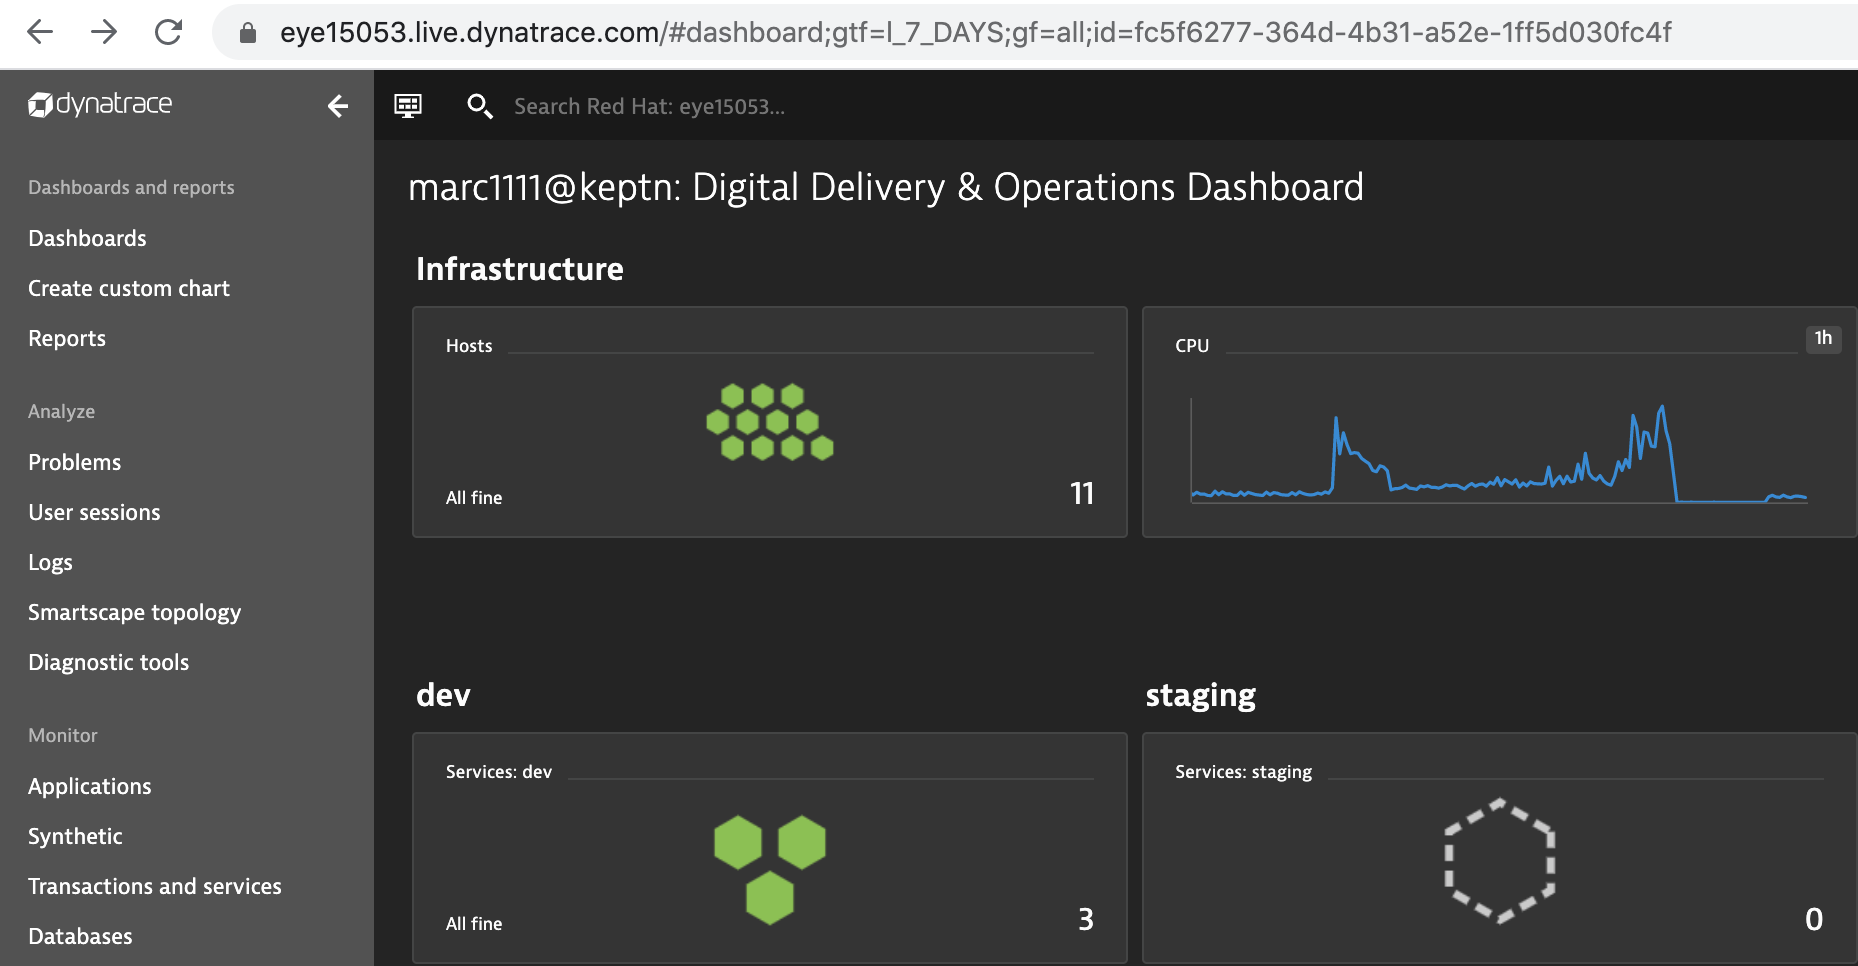 eye15053.live.dynatrace.com/#dashboard;gtf=l_7_DAYS;gf=all;id=fc5f6277-364d-4b31-a52e-1ff5d030fc4f
dynatrace
Search Red Hat: eye15053...
Dashboards and reports
Dashboards
Create custom chart
Reports
Analyze
Problems
User sessions
Logs
Smartscape topology
Diagnostic tools
Monitor
Applications
Synthetic
Transactions and services
Databases
marc1111@keptn: Digital Delivery & Operations Dashboard
Infrastructure
Hosts
All fine
11
CPU
1h
dev
Services: dev
All fine
3
staging
Services: staging
0